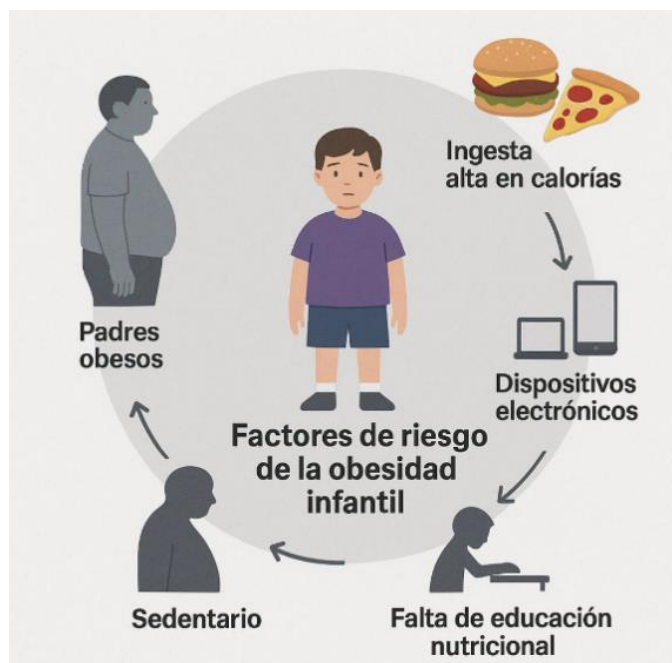 Ingesta
alta en calorías
Dispositivos
electrónicos
Falta de educación
nutricional
Sedentario
Padres
obesos
Factores de riesgo
de la obesidad
infantil